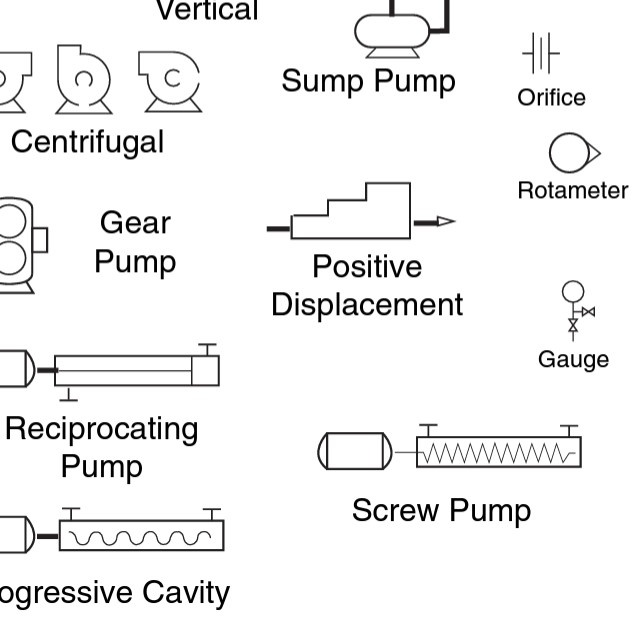 Vertical
Sump Pump
Orifice
Centrifugal
Rotameter
Gear
Pump
Positive
Displacement
Gauge
Reciprocating
Pump
Screw Pump
ogressive Cavity